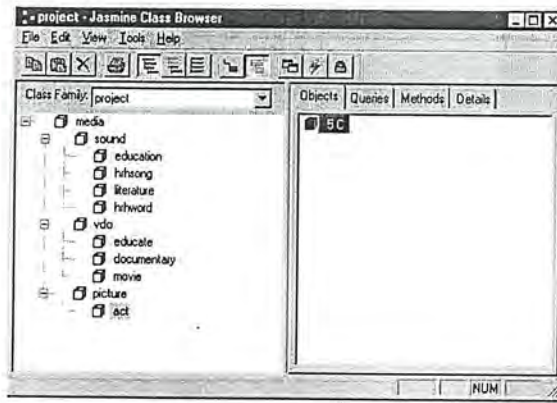 project - Jasmine Class Browser
File Edit View Tools Help
Class Family: project
media
sound
education
hrhsong
literature
hrhword
vdo
educate
documentary
movie
picture
act
Objects Queries Methods Details
5C
NUM